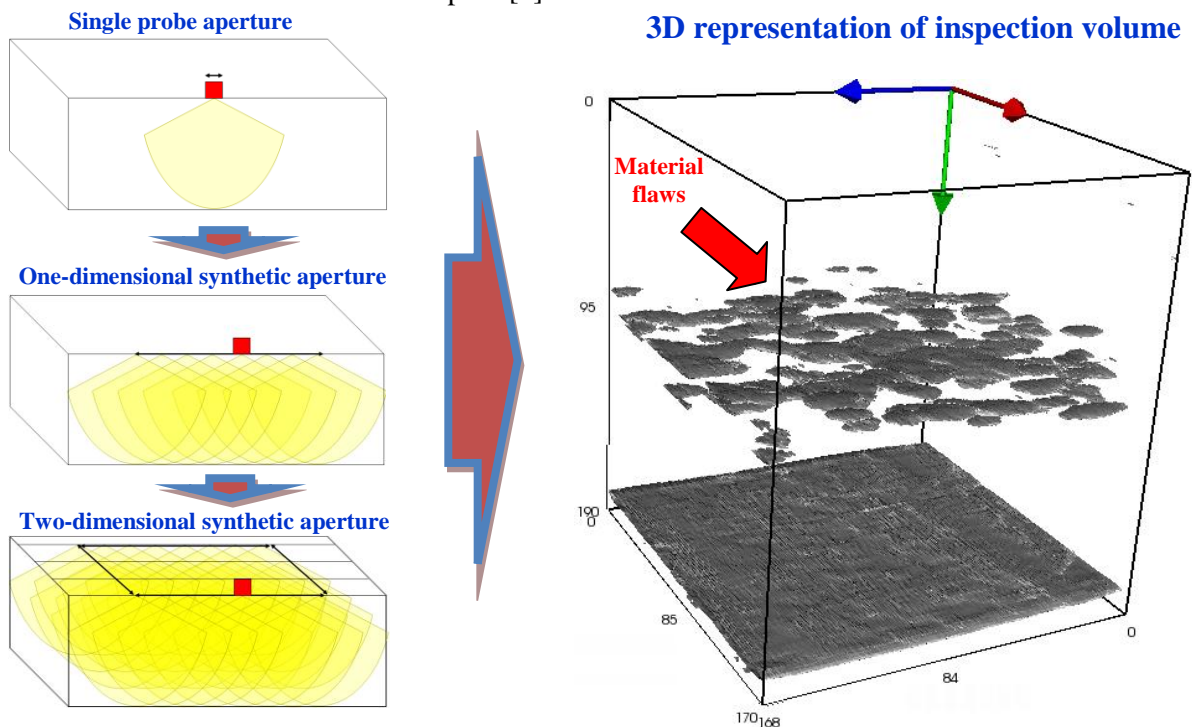 Single probe aperture
One-dimensional synthetic aperture
Two-dimensional synthetic aperture
3D representation of inspection volume
0
Material
flaws
95
190
0
85
0
84
170
168